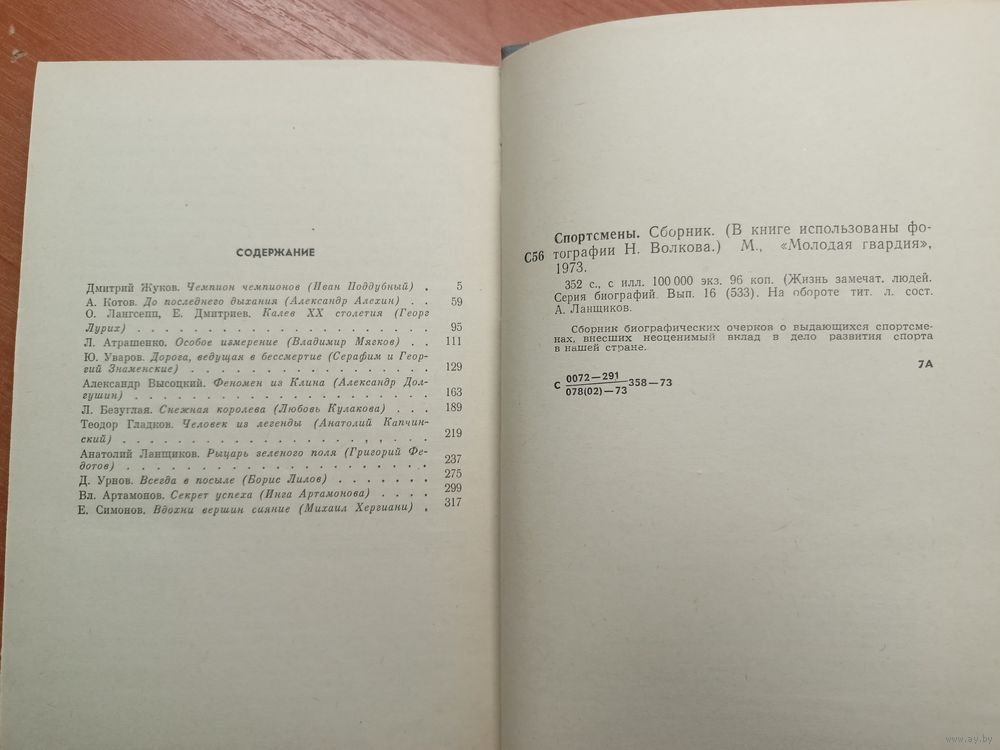 СОДЕРЖАНИЕ
Дмитрий Жуков. Чемпион чемпионов (Иван Поддубный) . 5
А. Котов. До последнего дыхания (Александр Алехин) . . 59
О. Лангсепп, Е. Дмитриев. Калев XX столетия (Георг
Лурих) . . . . . . . . . . . . . . . . . . . . . 95
Л. Атрашенко. Особое измерение (Владимир Мягков) . . 111
Ю. Уваров. Дорога, ведущая в бессмертие (Серафим и Геор-
гий Знаменские) . . . . . . . . . . . . . . . . . 129
Александр Высоцкий. Феномен из Клина (Александр Дол-
гушин) . . . . . . . . . . . . . . . . . . . . . 163
Л. Безуглая. Снежная королева (Любовь Кулакова) . . . 189
Теодор Гладков. Человек из легенды (Анатолий Капчин-
ский) . . . . . . . . . . . . . . . . . . . . . 219
Анатолий Ланщиков. Рыцарь зеленого поля (Григорий Фе-
дотов) . . . . . . . . . . . . . . . . . . . . . 237
Д. Урнов. Всегда в посыле (Борис Лилов) . . . . . . . 275
Вл. Артамонов. Секрет успеха (Инга Артамонова) . . . . 299
Е. Симонов. Вдохни вершин сияние (Михаил Хергиани) . 317
Спортсмены. Сборник. (В книге использованы фо-
С56 тографии Н. Волкова.) М., «Молодая гвардия»,
1973.
352 с., с илл. 100 000 экз. 96 коп. (Жизнь замечат. людей.
Серия биографий. Вып. 16 (533). На обороте тит. л. сост.
А. Ланщиков.
Сборник биографических очерков о выдающихся спортсме-
нах, внесших неоценимый вклад в дело развития спорта
в нашей стране.
7А
С 0072—291
078(02)—73 358—73
www.ay.by